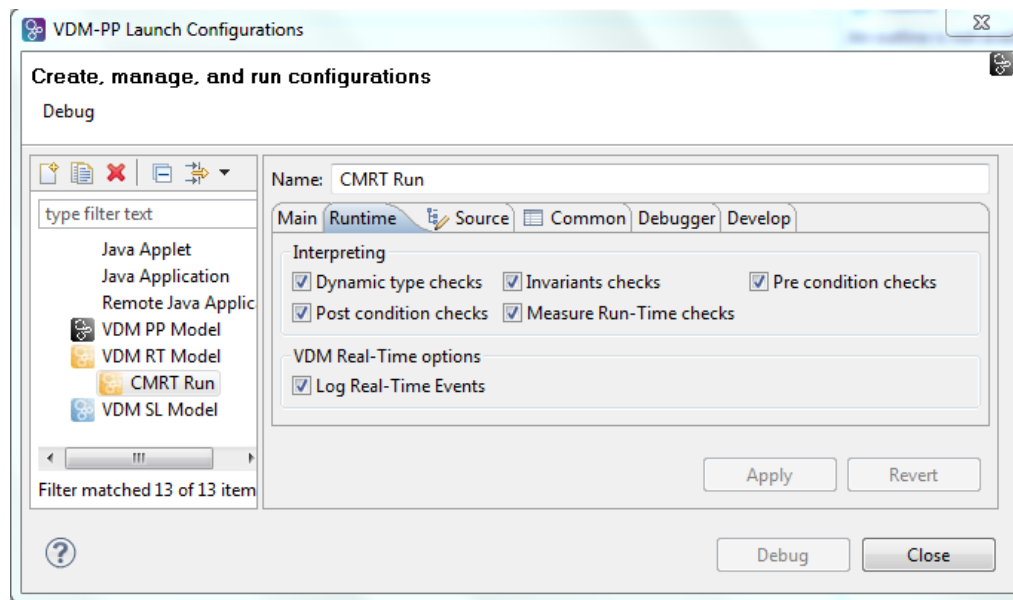 VDM-PP Launch Configurations
Create, manage, and run configurations
Debug
type filter text
Java Applet
Java Application
Remote Java Applic
VDM PP Model
VDM RT Model
CMRT Run
VDM SL Model
Filter matched 13 of 13 item
Name: CMRT Run
Main Runtime Source Common Debugger Develop
Interpreting
Dynamic type checks Invariants checks Pre condition checks
Post condition checks Measure Run-Time checks
VDM Real-Time options
Log Real-Time Events
Apply Revert
? Debug Close